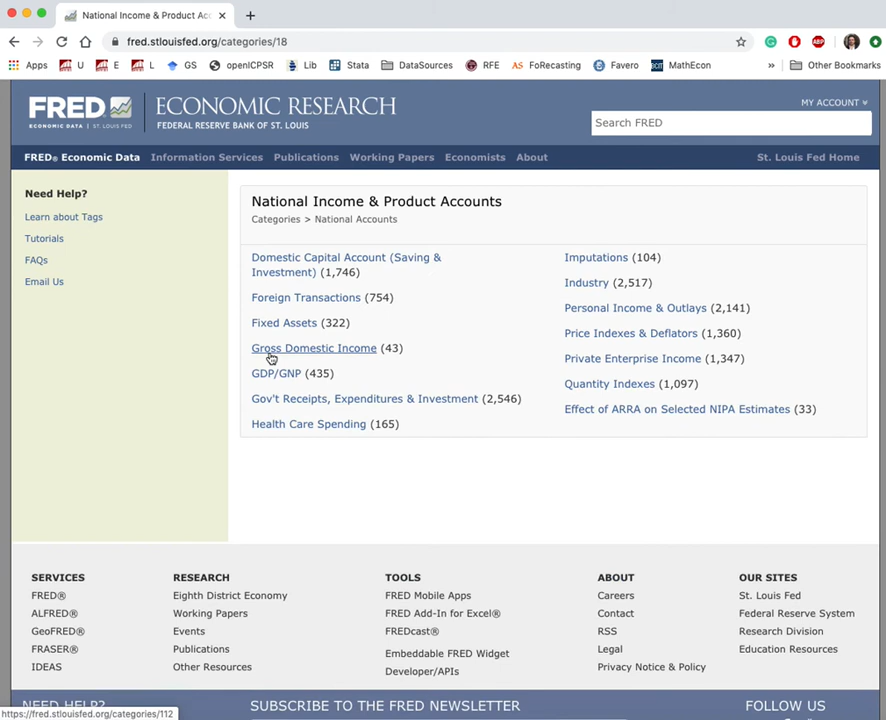 National Income & Product Acc
fred.stlouisfed.org/categories/18
Apps U E L GS openICPSR Lib Stata DataSources RFE AS FoRecasting Favero MathEcon » Other Bookmarks
FRED ECONOMIC RESEARCH
ECONOMIC DATA | ST. LOUIS FED FEDERAL RESERVE BANK OF ST. LOUIS
MY ACCOUNT
Search FRED
FRED® Economic Data Information Services Publications Working Papers Economists About St. Louis Fed Home
Need Help?
Learn about Tags
Tutorials
FAQs
Email Us
National Income & Product Accounts
Categories > National Accounts
Domestic Capital Account (Saving &
Investment) (1,746)
Foreign Transactions (754)
Fixed Assets (322)
Gross Domestic Income (43)
GDP/GNP (435)
Gov't Receipts, Expenditures & Investment (2,546)
Health Care Spending (165)
Imputations (104)
Industry (2,517)
Personal Income & Outlays (2,141)
Price Indexes & Deflators (1,360)
Private Enterprise Income (1,347)
Quantity Indexes (1,097)
Effect of ARRA on Selected NIPA Estimates (33)
SERVICES
FRED®
ALFRED®
GeoFRED®
FRASER®
IDEAS
RESEARCH
Eighth District Economy
Working Papers
Events
Publications
Other Resources
TOOLS
FRED Mobile Apps
FRED Add-In for Excel®
FREDcast®
Embeddable FRED Widget
Developer/APIs
ABOUT
Careers
Contact
RSS
Legal
Privacy Notice & Policy
OUR SITES
St. Louis Fed
Federal Reserve System
Research Division
Education Resources
NEED HELP? SUBSCRIBE TO THE FRED NEWSLETTER FOLLOW US
https://fred.stlouisfed.org/categories/112